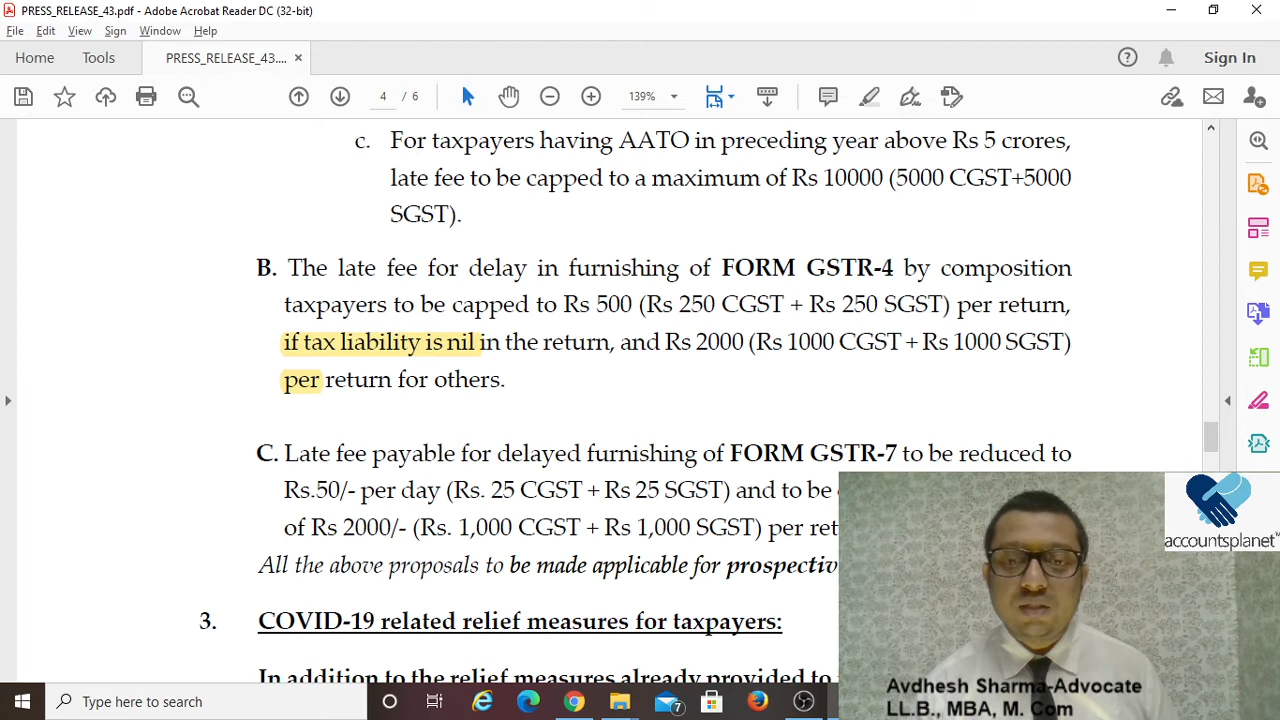 PRESS_RELEASE_43.pdf - Adobe Acrobat Reader DC (32-bit)
File Edit View Sign Window Help
Home Tools PRESS_RELEASE_43.... × Sign In
4 / 6 139%
c. For taxpayers having AATO in preceding year above Rs 5 crores,
late fee to be capped to a maximum of Rs 10000 (5000 CGST+5000
SGST).
B. The late fee for delay in furnishing of FORM GSTR-4 by composition
taxpayers to be capped to Rs 500 (Rs 250 CGST + Rs 250 SGST) per return,
if tax liability is nil in the return, and Rs 2000 (Rs 1000 CGST + Rs 1000 SGST)
per return for others.
C. Late fee payable for delayed furnishing of FORM GSTR-7 to be reduced to
Rs.50/- per day (Rs. 25 CGST + Rs 25 SGST) and to be
of Rs 2000/- (Rs. 1,000 CGST + Rs 1,000 SGST) per
All the above proposals to be made applicable for
3. COVID-19 related relief measures for taxpayers:
In addition to the relief measures already provided to
accountsplanet™
Avdhesh Sharma-Advocate
LL.B., MBA, M. Com
Type here to search
7